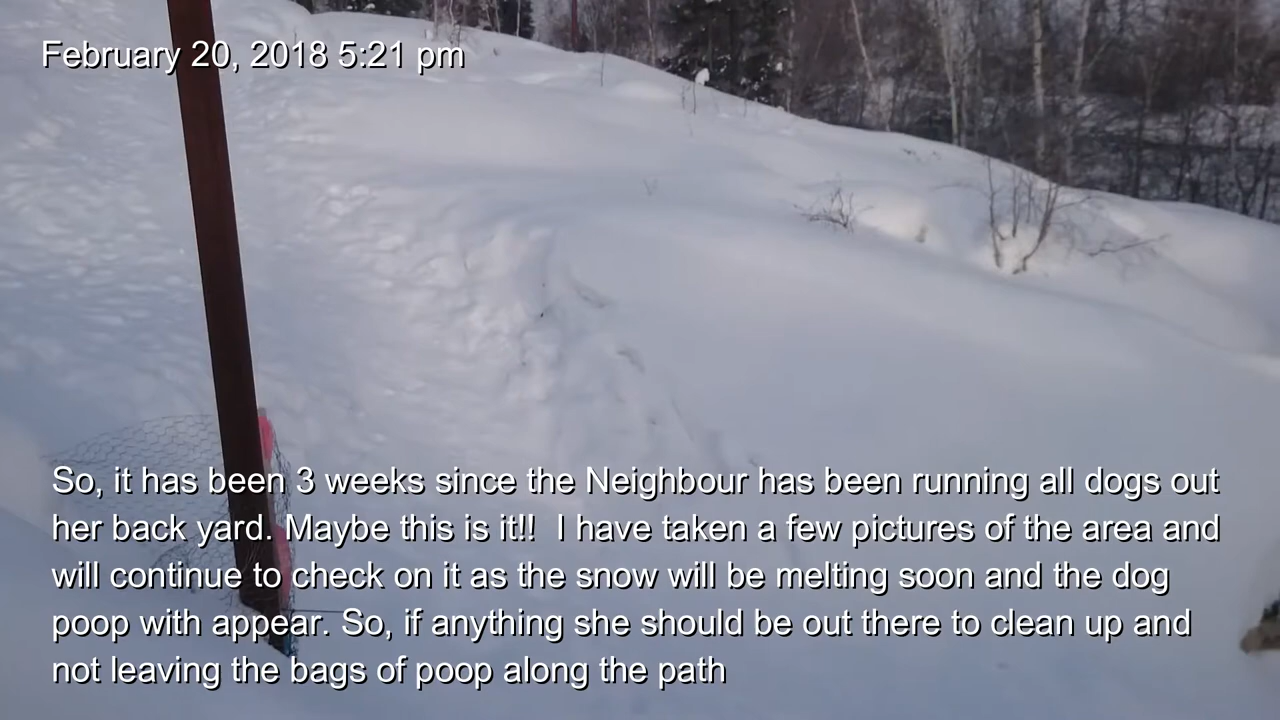 February 20, 2018 5:21 pm
So, it has been 3 weeks since the Neighbour has been running all dogs out
her back yard. Maybe this is it!!  I have taken a few pictures of the area and
will continue to check on it as the snow will be melting soon and the dog
poop with appear. So, if anything she should be out there to clean up and
not leaving the bags of poop along the path